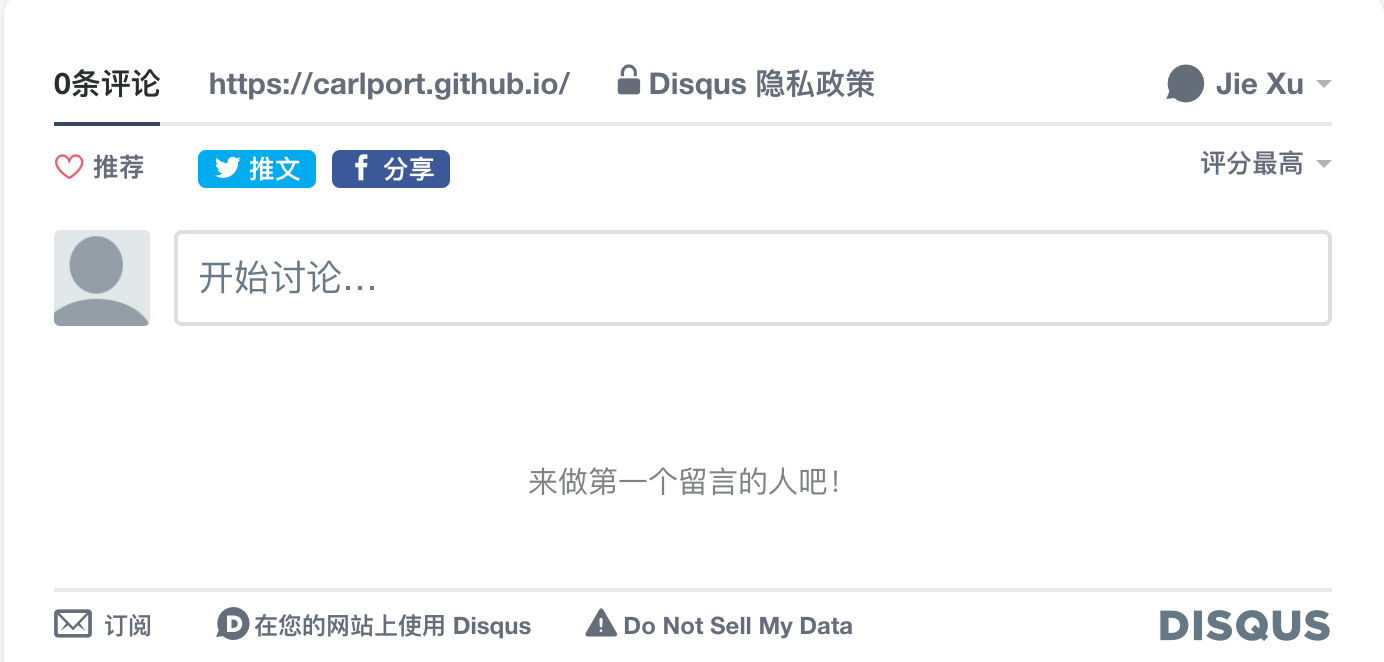 0条评论 https://carlport.github.io/ Disqus 隐私政策 Jie Xu
推荐 推文 f 分享 评分最高
开始讨论...
来做第一个留言的人吧!
订阅 D 在您的网站上使用 Disqus Do Not Sell My Data DISQUS